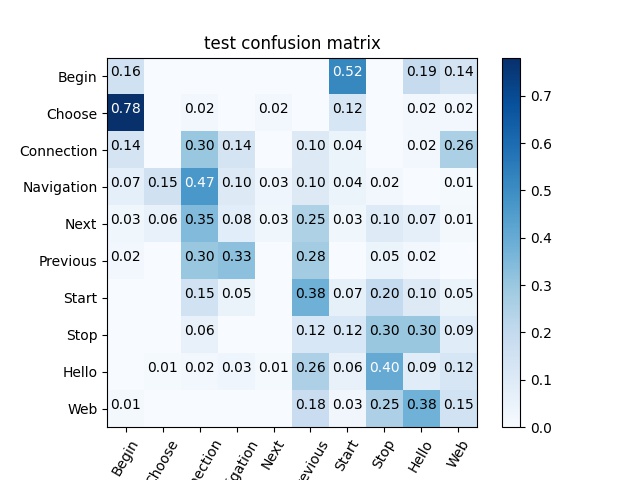 test confusion matrix
Begin 0.16 0.52 0.19 0.14
Choose 0.78 0.02 0.02 0.12 0.02 0.02
Connection 0.14 0.30 0.14 0.10 0.04 0.02 0.26
Navigation 0.07 0.15 0.47 0.10 0.03 0.10 0.04 0.02 0.01
Next 0.03 0.06 0.35 0.08 0.03 0.25 0.03 0.10 0.07 0.01
Previous 0.02 0.30 0.33 0.28 0.05 0.02
Start 0.15 0.05 0.38 0.07 0.20 0.10 0.05
Stop 0.06 0.12 0.12 0.30 0.30 0.09
Hello 0.01 0.02 0.03 0.01 0.26 0.06 0.40 0.09 0.12
Web 0.01 0.18 0.03 0.25 0.38 0.15
Begin hoose nection igation Next evious Start Stop Hello Web
0.7
0.6
0.5
0.4
0.3
0.2
0.1
0.0